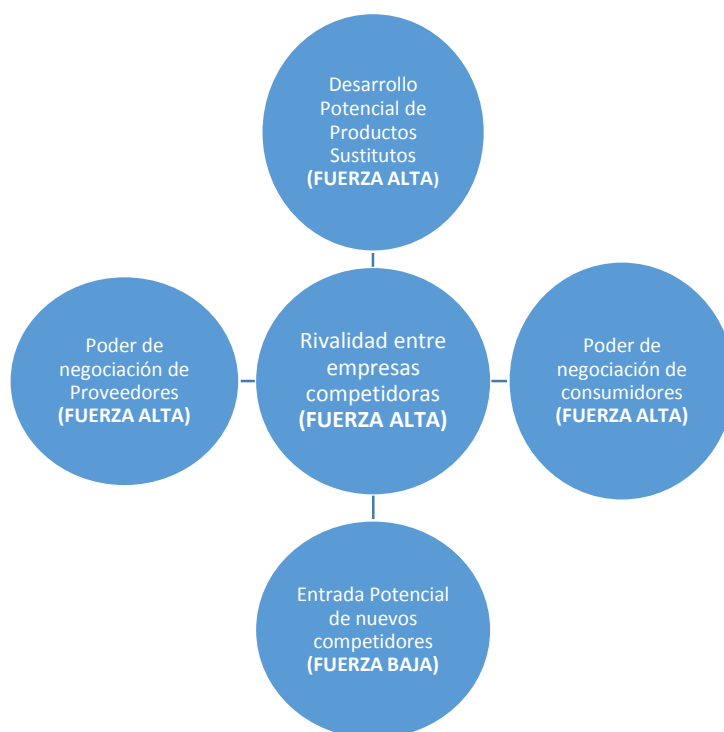 Desarrollo
Potencial de
Productos
Sustitutos
(FUERZA ALTA)
Poder de
negociación de
Proveedores
(FUERZA ALTA)
Rivalidad entre
empresas
competidoras
(FUERZA ALTA)
Poder de
negociación de
consumidores
(FUERZA ALTA)
Entrada Potencial
de nuevos
competidores
(FUERZA BAJA)